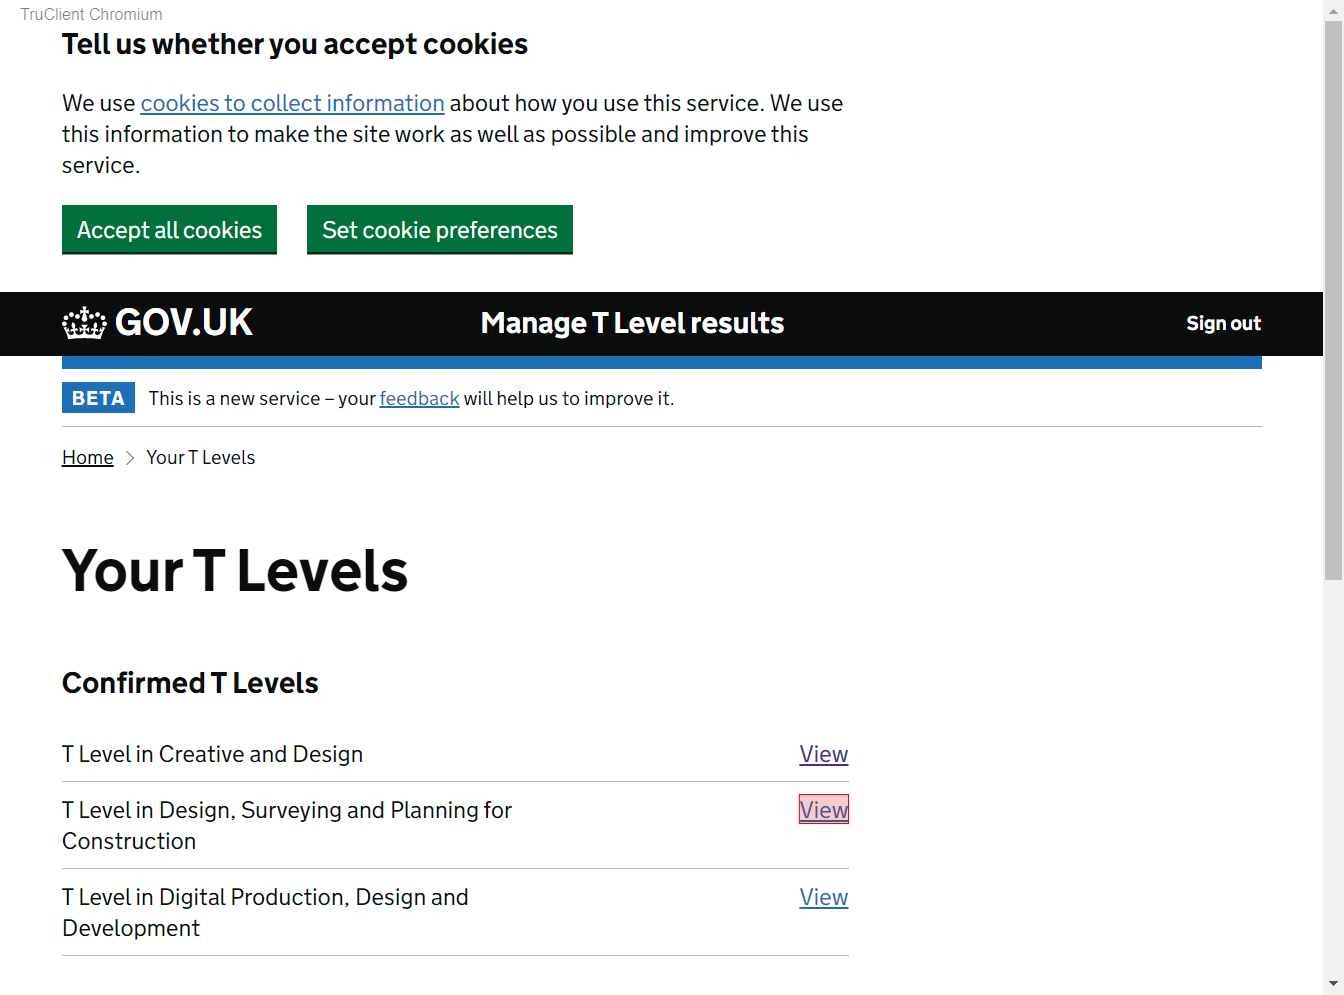 TruClient Chromium
Tell us whether you accept cookies
We use cookies to collect information about how you use this service. We use
this information to make the site work as well as possible and improve this
service.
Accept all cookies Set cookie preferences
GOV.UK Manage T Level results Sign out
BETA This is a new service – your feedback will help us to improve it.
Home > Your T Levels
Your T Levels
Confirmed T Levels
T Level in Creative and Design View
T Level in Design, Surveying and Planning for View
Construction
T Level in Digital Production, Design and View
Development